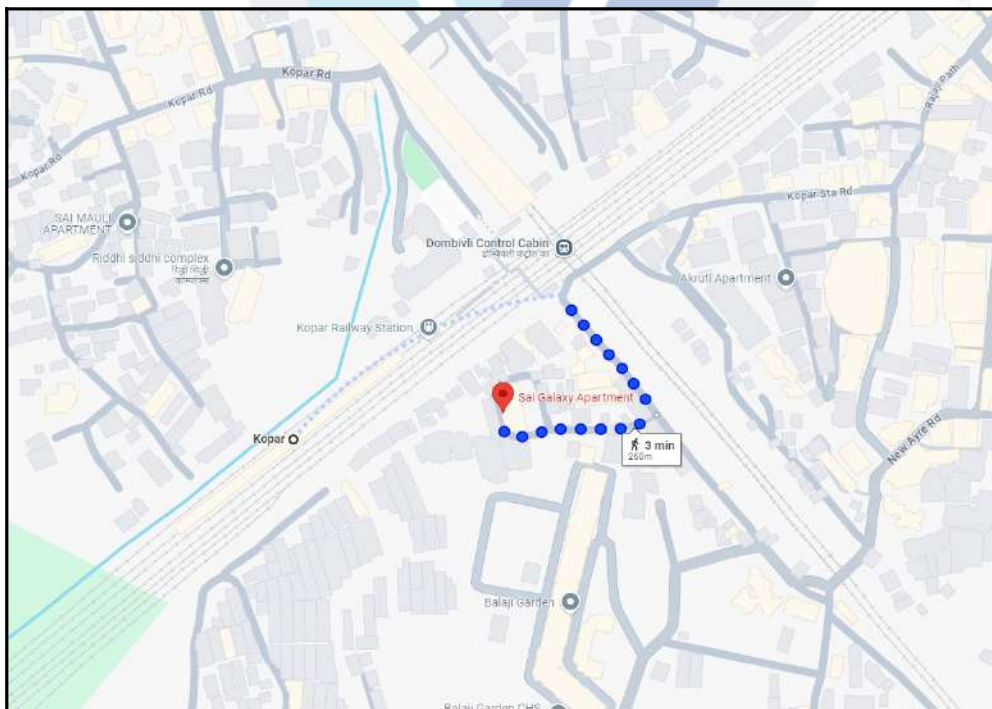 Kopar Rd
Kopar Rd
Kopar Rd
Rajaji Path
Kopar Sta Rd
SAI MAULI
APARTMENT
Dombivli Control Cabin
Riddhi siddhi complex
रिद्धी सिद्धी
Akruti Apartment
Kopar Railway Station
Sai Galaxy Apartment
Kopar
3 min
260m
New Ayre Rd
Balaji Garden
Balaji Garden CHS